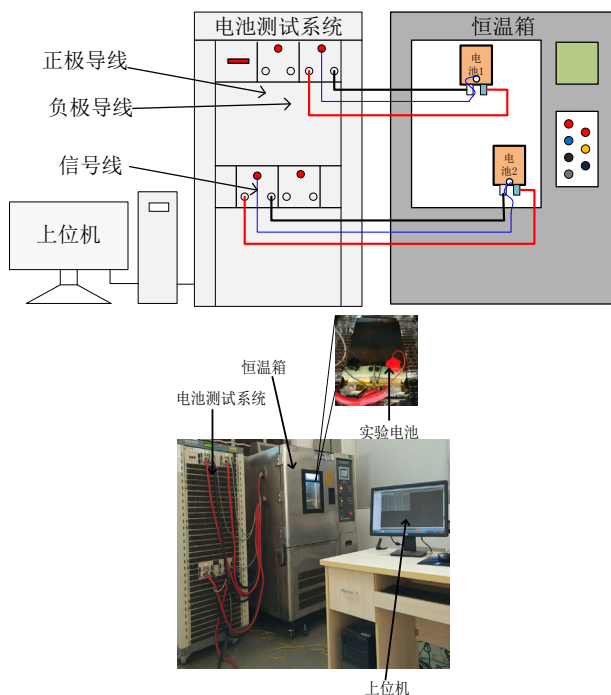 电池测试系统
恒温箱
正极导线
负极导线
信号线
上位机
电
池1
电
池2
恒温箱
电池测试系统
实验电池
上位机